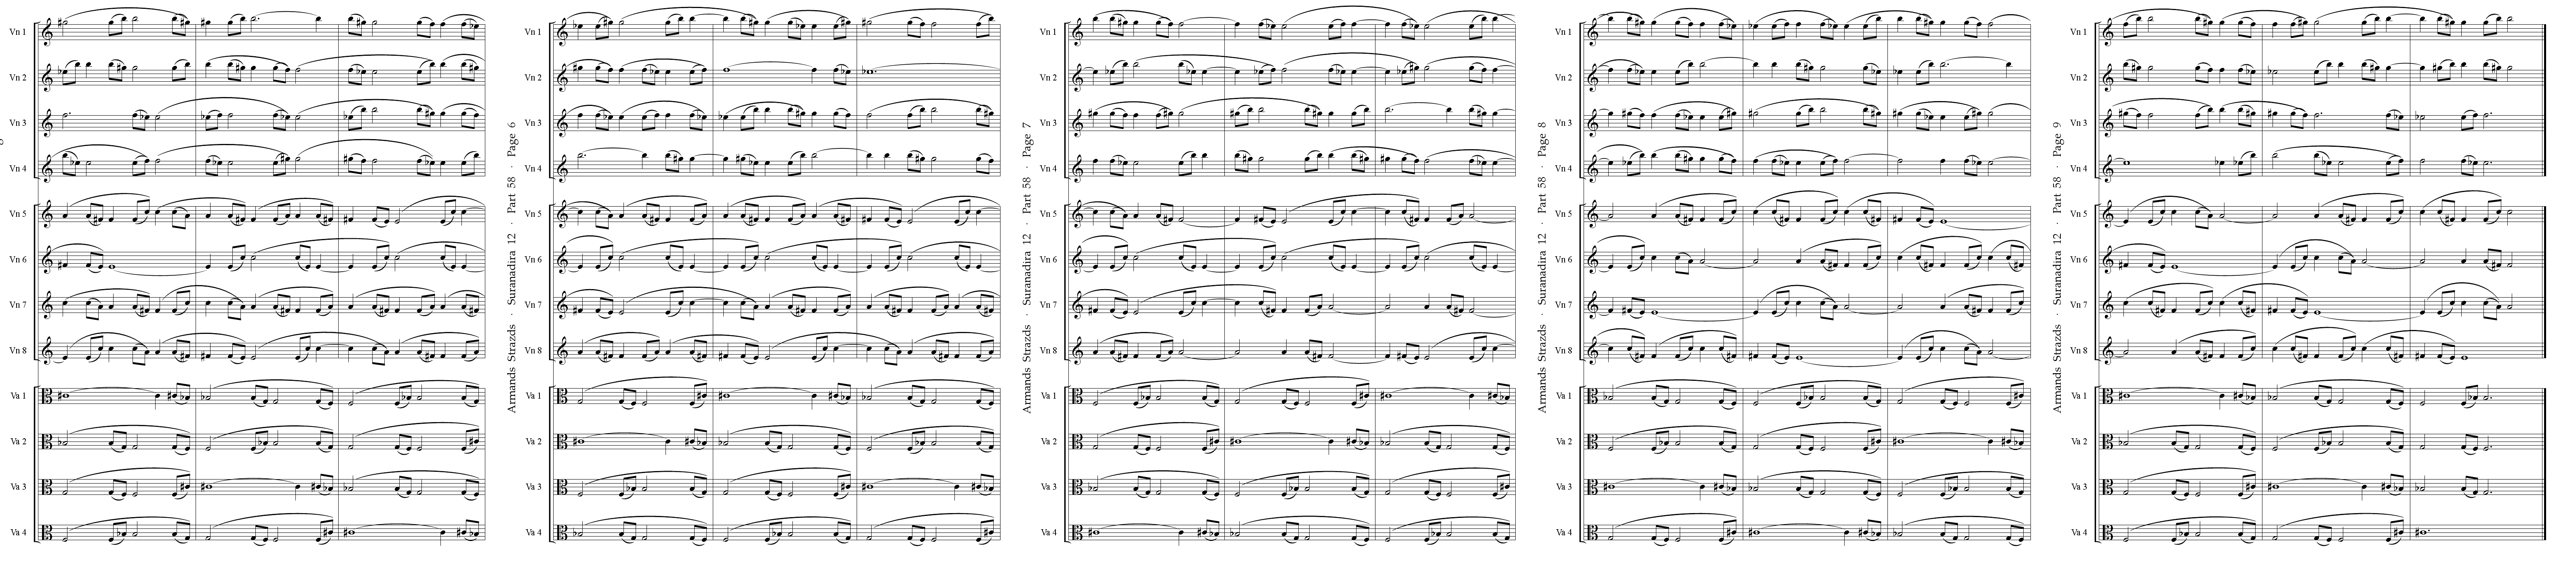 Vn 1
Vn 2
Vn 3
Vn 4
Vn 5
Vn 6
Vn 7
Vn 8
Va 1
Va 2
Va 3
Va 4
Armands Strazds · Suranadira 12 · Part 58 · Page 6
Vn 1
Vn 2
Vn 3
Vn 4
Vn 5
Vn 6
Vn 7
Vn 8
Va 1
Va 2
Va 3
Va 4
Armands Strazds · Suranadira 12 · Part 58 · Page 7
Vn 1
Vn 2
Vn 3
Vn 4
Vn 5
Vn 6
Vn 7
Vn 8
Va 1
Va 2
Va 3
Va 4
Armands Strazds · Suranadira 12 · Part 58 · Page 8
Vn 1
Vn 2
Vn 3
Vn 4
Vn 5
Vn 6
Vn 7
Vn 8
Va 1
Va 2
Va 3
Va 4
Armands Strazds · Suranadira 12 · Part 58 · Page 9
Vn 1
Vn 2
Vn 3
Vn 4
Vn 5
Vn 6
Vn 7
Vn 8
Va 1
Va 2
Va 3
Va 4